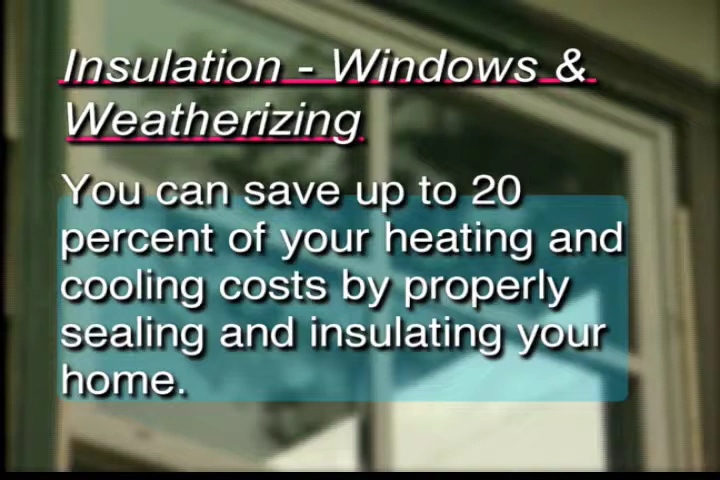 Insulation - Windows &
Weatherizing
You can save up to 20
percent of your heating and
cooling costs by properly
sealing and insulating your
home.